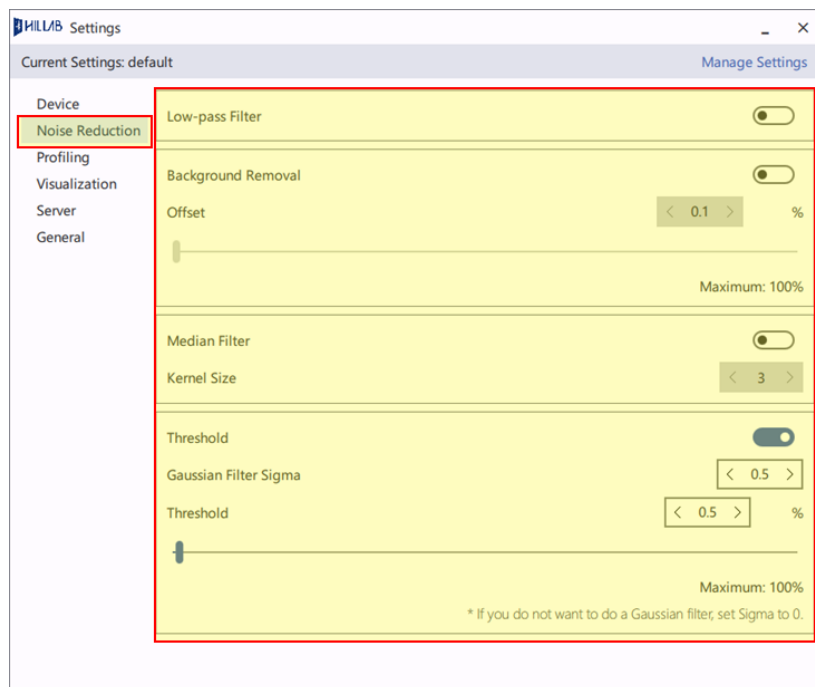 HILLAB Settings
Current Settings: default Manage Settings
Device
Noise Reduction
Profiling
Visualization
Server
General
Low-pass Filter
Background Removal
Offset 0.1 %
Maximum: 100%
Median Filter
Kernel Size 3
Threshold
Gaussian Filter Sigma 0.5
Threshold 0.5 %
Maximum: 100%
* If you do not want to do a Gaussian filter, set Sigma to 0.